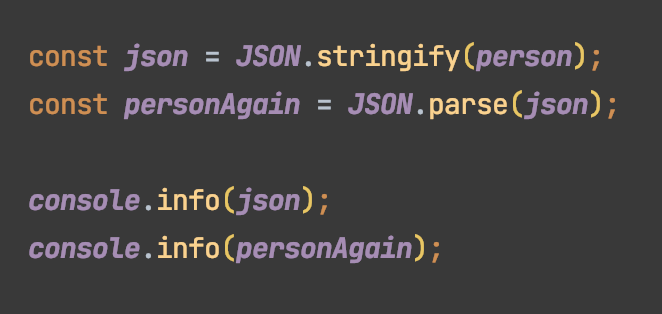 const json = JSON.stringify(person);
const personAgain = JSON.parse(json);
console.info(json);
console.info(personAgain);